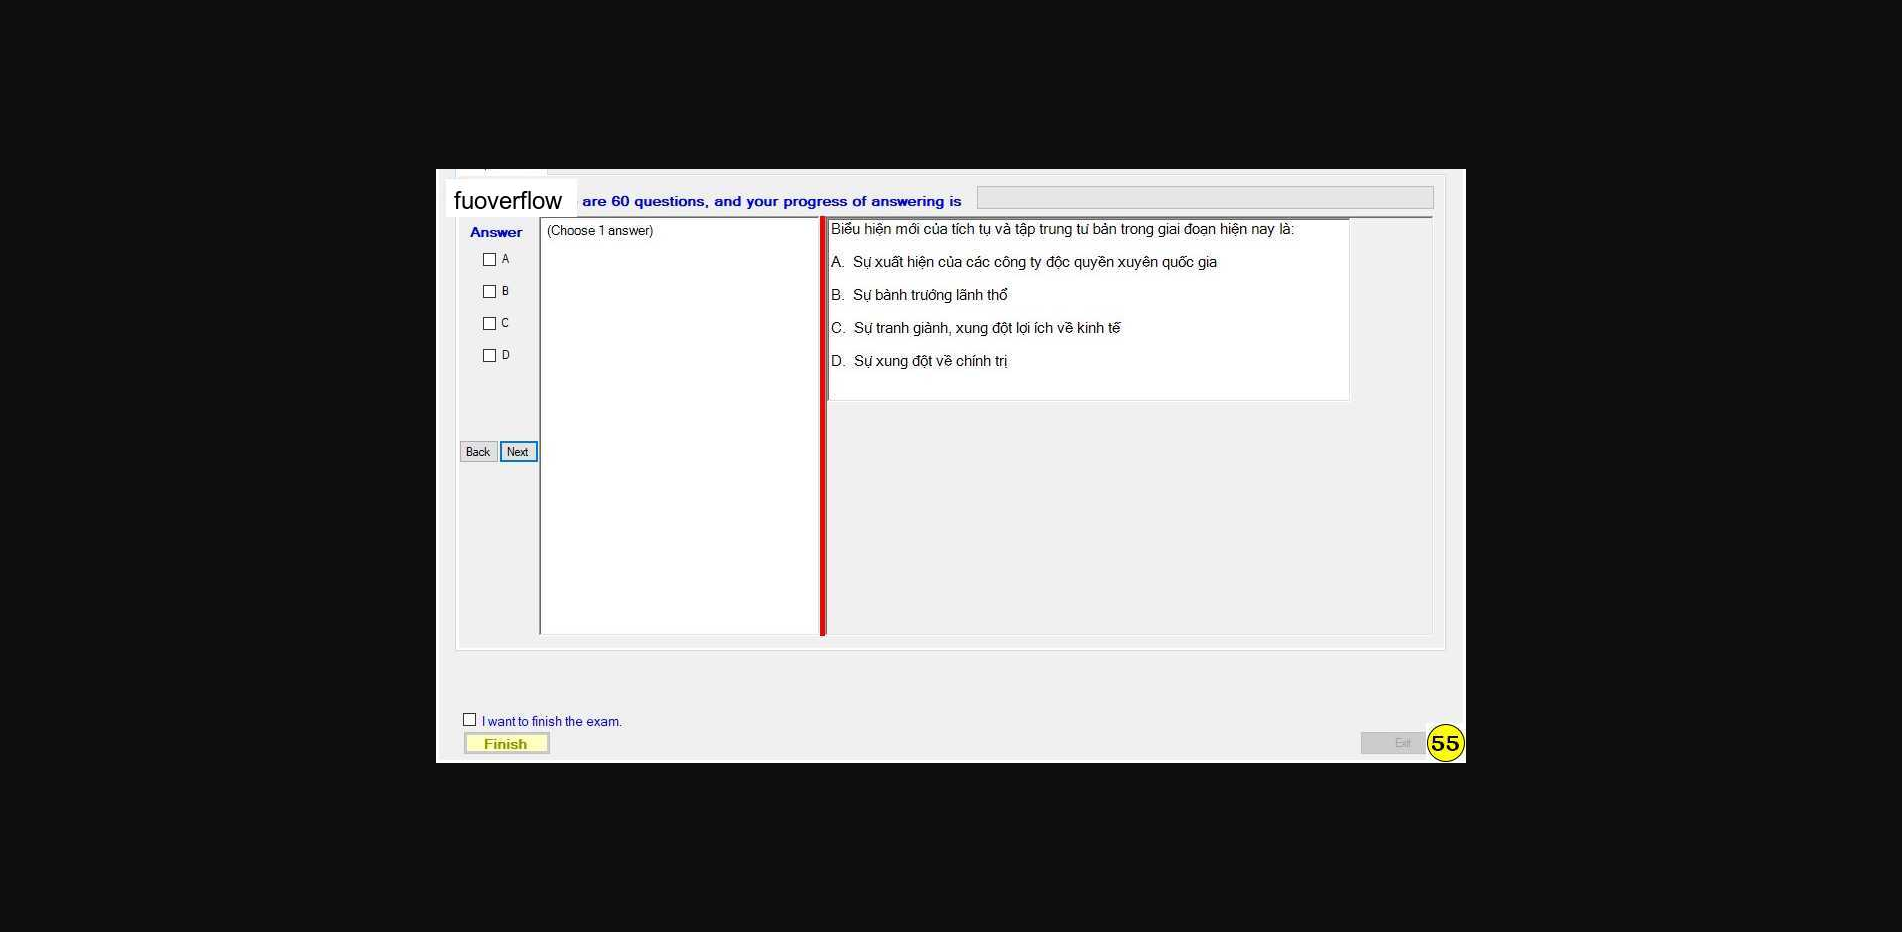 fuoverflow are 60 questions, and your progress of answering is
Answer
A
B
C
D
Back Next
(Choose 1 answer)
Biểu hiện mới của tích tụ và tập trung tư bản trong giai đoạn hiện nay là:
A. Sự xuất hiện của các công ty độc quyền xuyên quốc gia
B. Sự bành trướng lãnh thổ
C. Sự tranh giành, xung đột lợi ích về kinh tế
D. Sự xung đột về chính trị
I want to finish the exam.
Finish
Exit
55